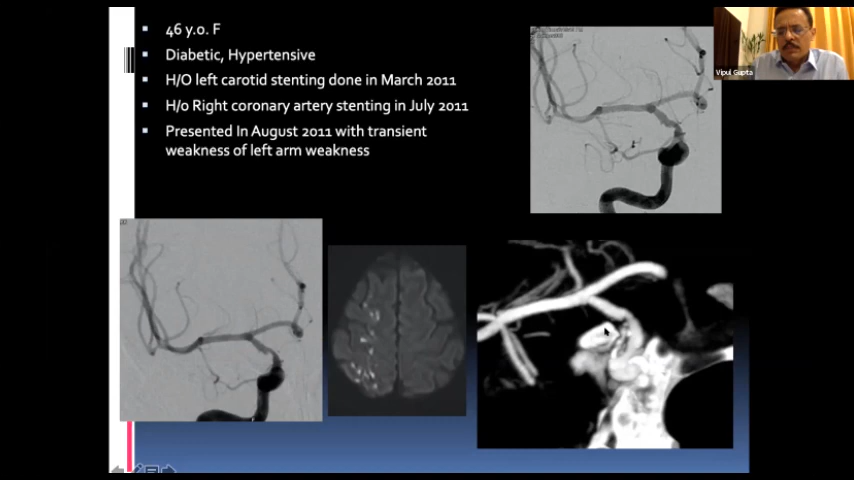 46 y.o. F
Diabetic, Hypertensive
H/O left carotid stenting done in March 2011
H/o Right coronary artery stenting in July 2011
Presented In August 2011 with transient
weakness of left arm weakness
Vipul Gupta